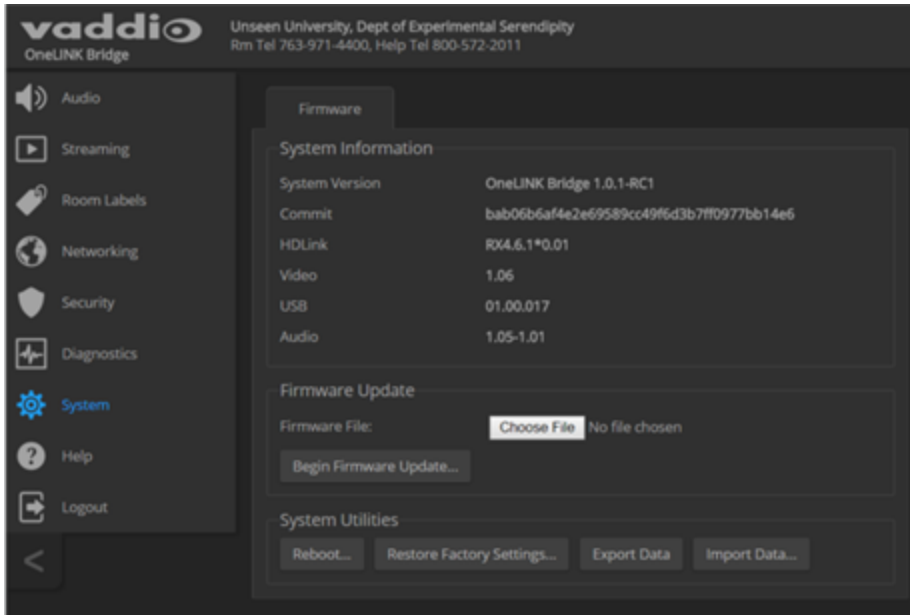 vaddio
OneLINK Bridge
Unseen University, Dept of Experimental Serendipity
Rm Tel 763-971-4400, Help Tel 800-572-2011
Audio
Streaming
Room Labels
Networking
Security
Diagnostics
System
Help
Logout
<
Firmware
System Information
System Version OneLINK Bridge 1.0.1-RC1
Commit bab06b6af4e2e69589cc49f6d3b7ff0977bb14e6
HDLink RX4.6.1*0.01
Video 1.06
USB 01.00.017
Audio 1.05-1.01
Firmware Update
Firmware File: Choose File No file chosen
Begin Firmware Update...
System Utilities
Reboot... Restore Factory Settings... Export Data Import Data...